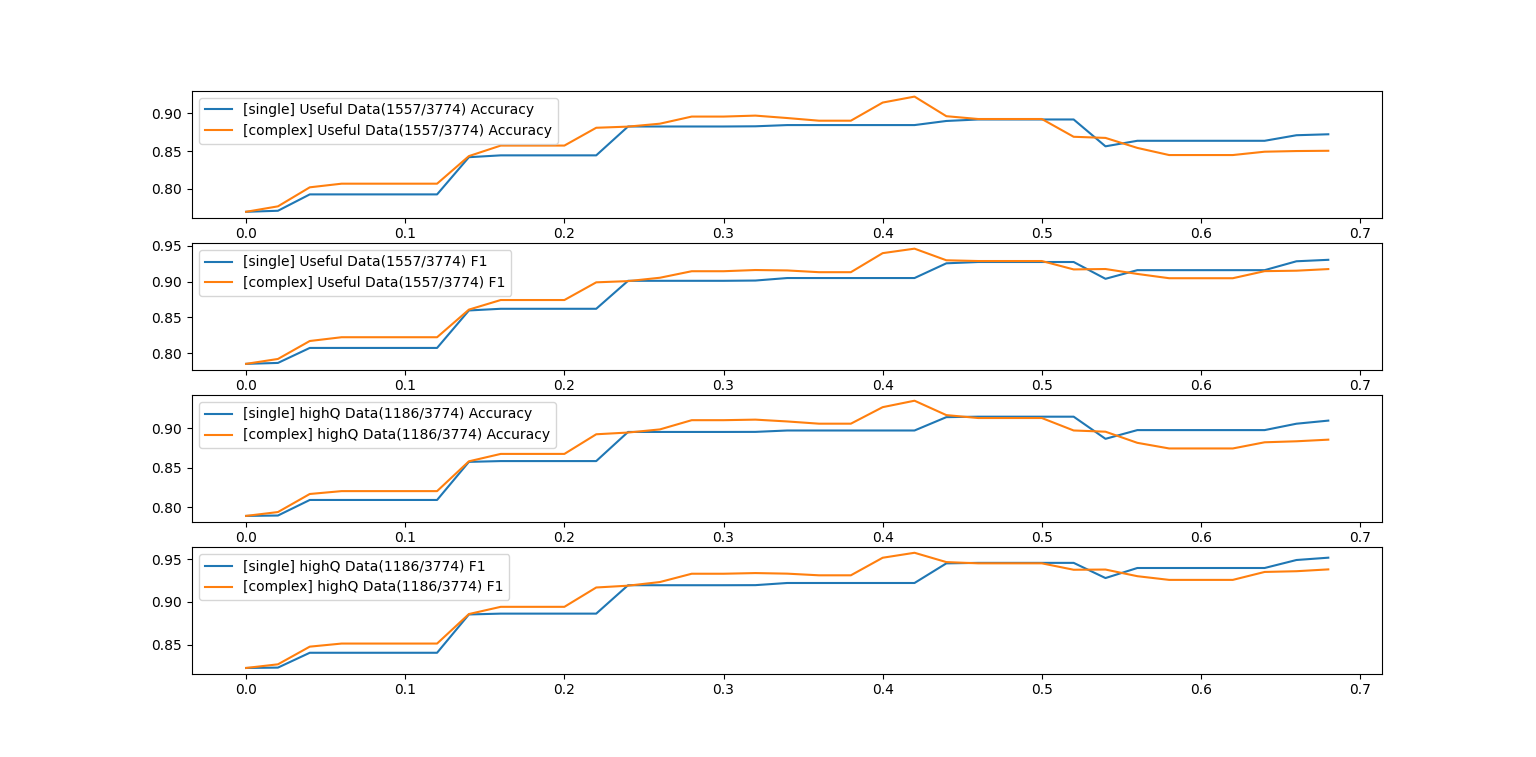 [single] Useful Data(1557/3774) Accuracy
[complex] Useful Data(1557/3774) Accuracy
0.90
0.85
0.80
0.0 0.1 0.2 0.3 0.4 0.5 0.6 0.7
[single] Useful Data(1557/3774) F1
[complex] Useful Data(1557/3774) F1
0.95
0.90
0.85
0.80
0.0 0.1 0.2 0.3 0.4 0.5 0.6 0.7
[single] highQ Data(1186/3774) Accuracy
[complex] highQ Data(1186/3774) Accuracy
0.90
0.85
0.80
0.0 0.1 0.2 0.3 0.4 0.5 0.6 0.7
[single] highQ Data(1186/3774) F1
[complex] highQ Data(1186/3774) F1
0.95
0.90
0.85
0.0 0.1 0.2 0.3 0.4 0.5 0.6 0.7